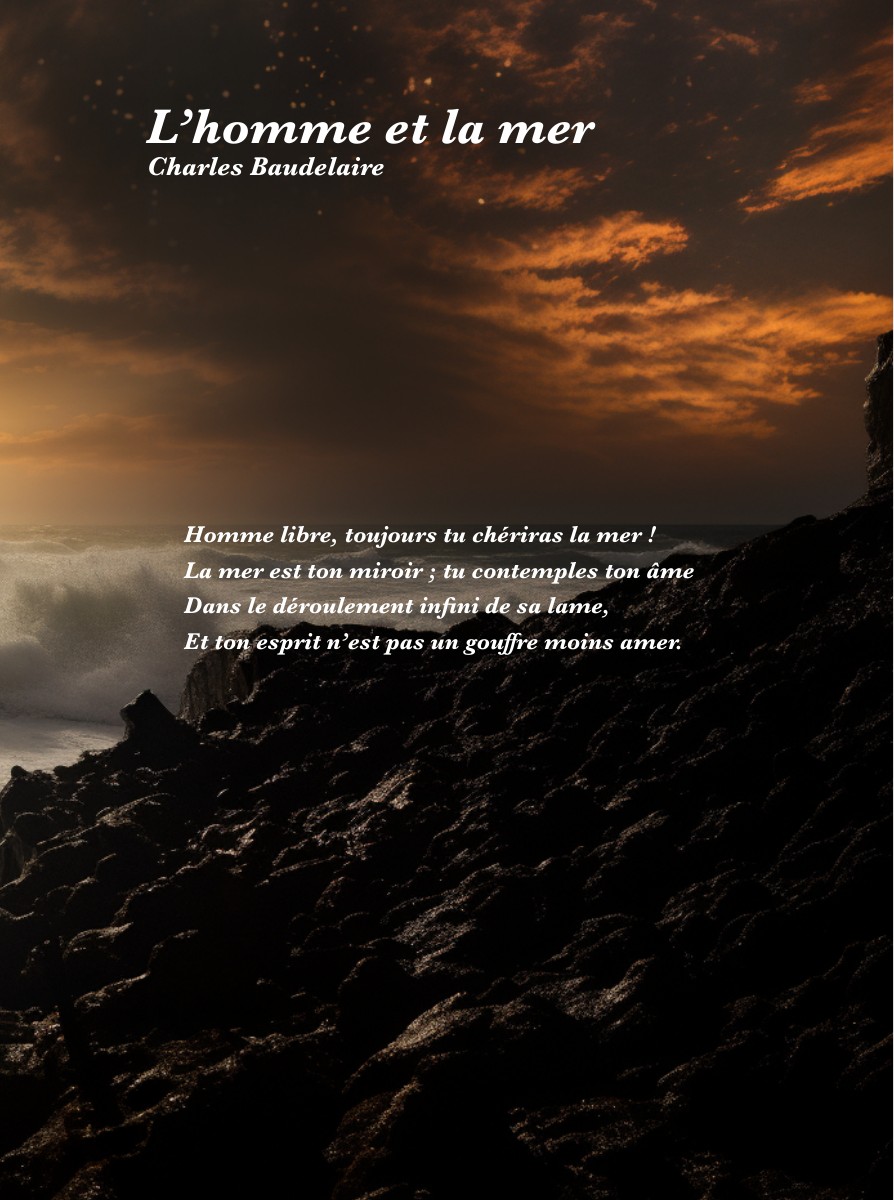 L’homme et la mer
Charles Baudelaire
Homme libre, toujours tu chériras la mer !
La mer est ton miroir ; tu contemples ton âme
Dans le déroulement infini de sa lame,
Et ton esprit n’est pas un gouffre moins amer.